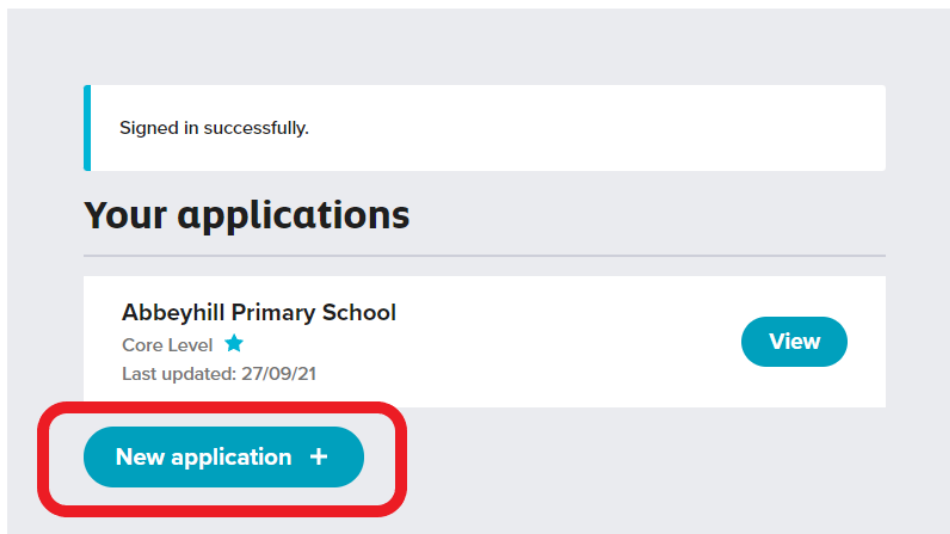 Signed in successfully.
Your applications
Abbeyhill Primary School
Core Level
Last updated: 27/09/21
View
New application +